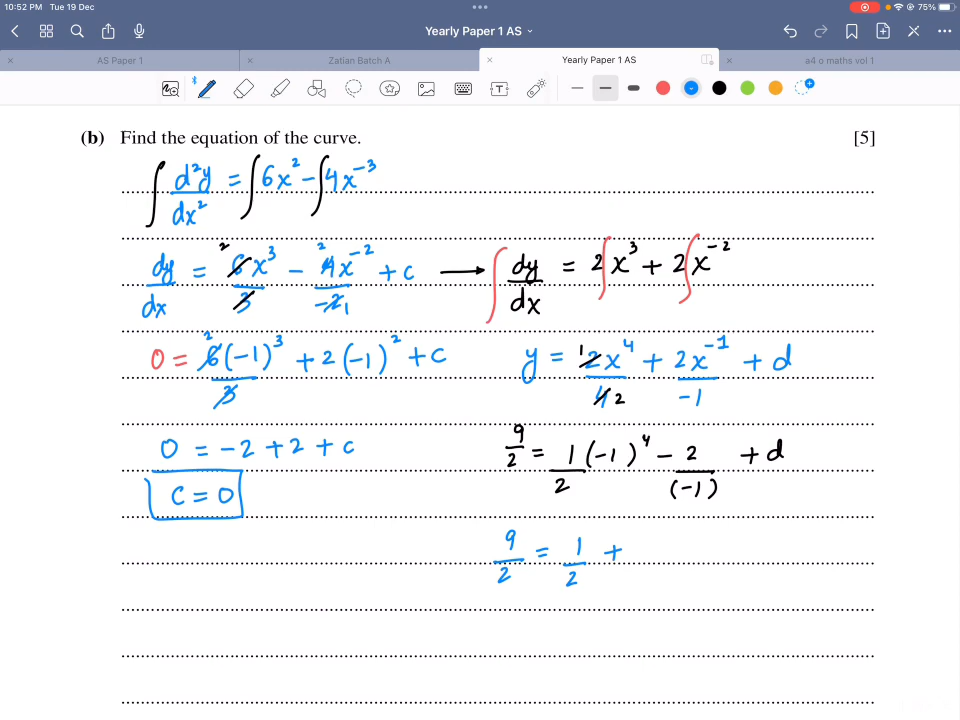 10:52 PM Tue 19 Dec
75%
Yearly Paper 1 AS
AS Paper 1
Zatian Batch A
Yearly Paper 1 AS
a4 o maths vol 1
(b) Find the equation of the curve. [5]
∫ d²y/dx² = ∫ 6x² − ∫ 4x⁻³
dy/dx = 6x³/3 − 4x⁻²/−2 + c → ∫ dy/dx = 2∫x³ + 2∫x⁻²
0 = 6(−1)³/3 + 2(−1)² + c
y = 2x⁴/4 + 2x⁻¹/−1 + d
0 = −2 + 2 + c
9/2 = 1/2 (−1)⁴ − 2/(−1) + d
c = 0
9/2 = 1/2 +